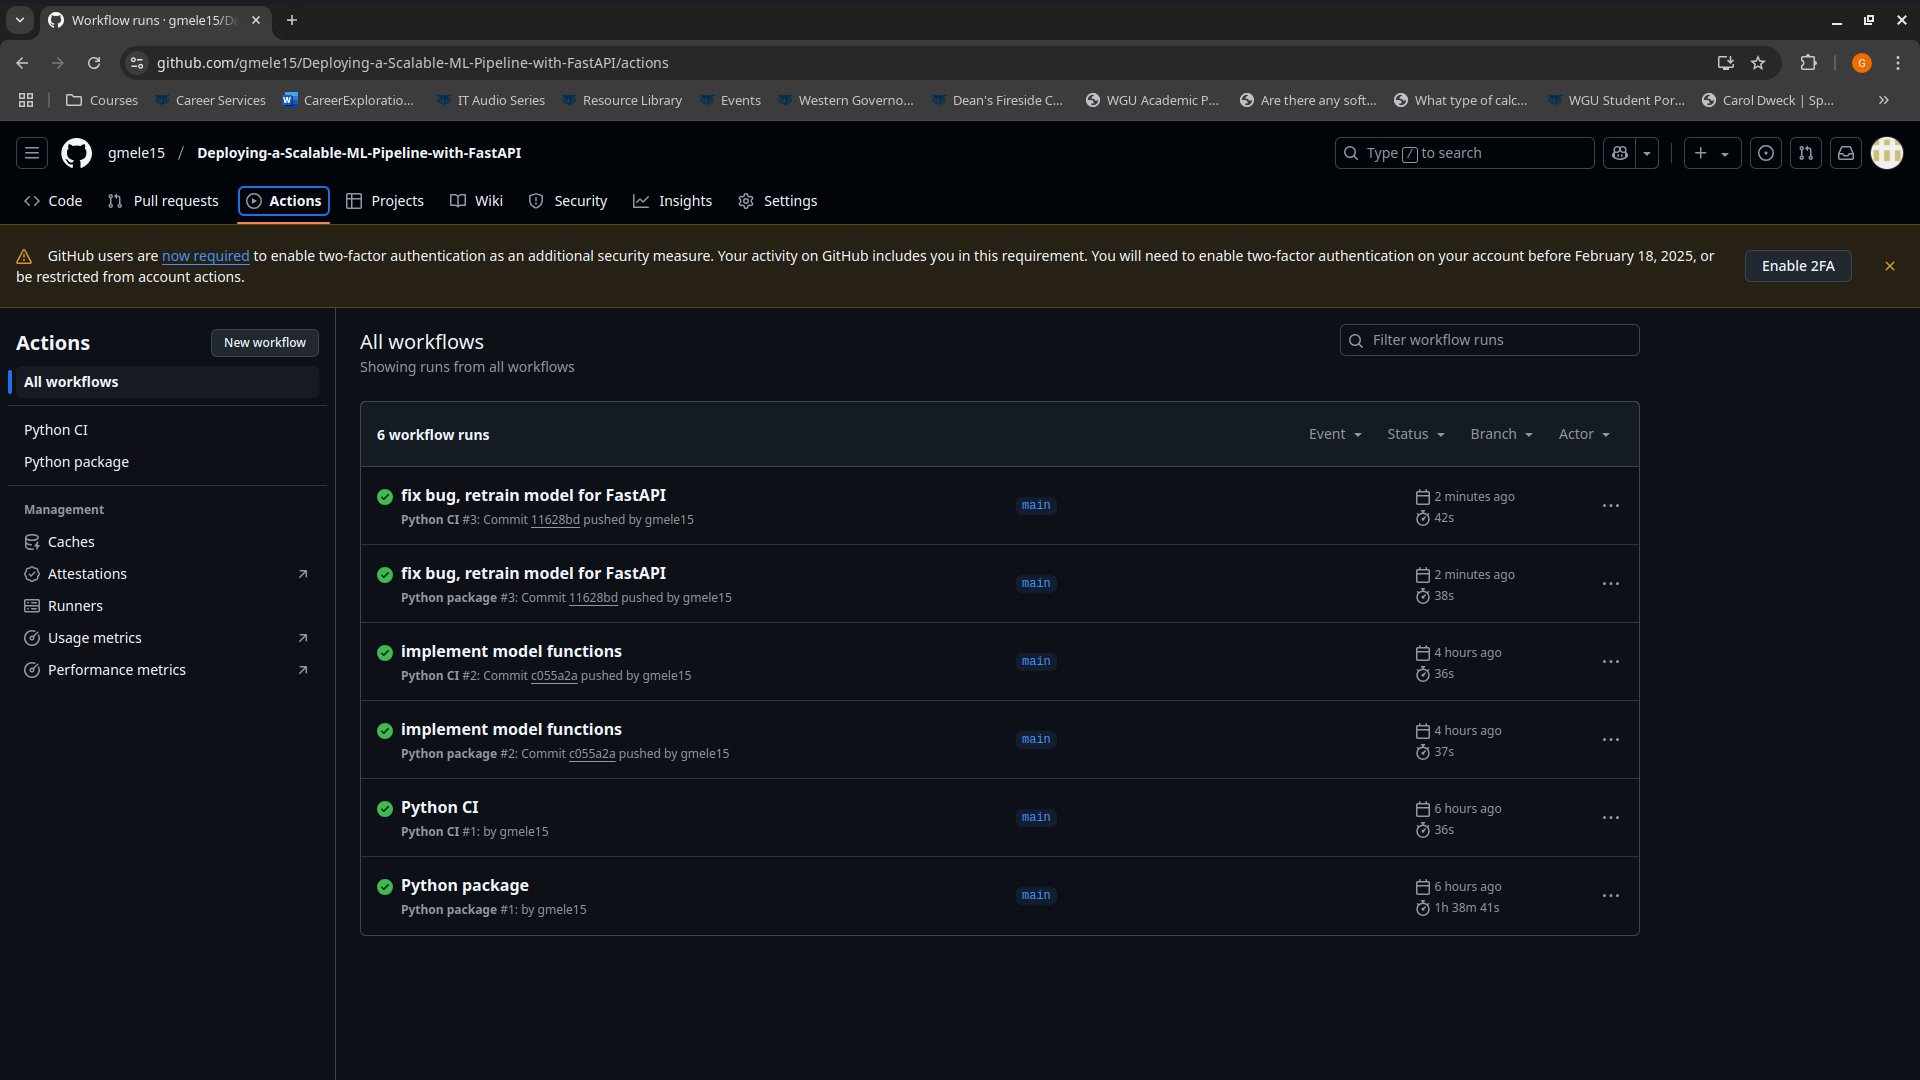 Workflow runs · gmele15/De
github.com/gmele15/Deploying-a-Scalable-ML-Pipeline-with-FastAPI/actions
G
Courses
Career Services
CareerExploratio...
IT Audio Series
Resource Library
Events
Western Governo...
Dean's Fireside C...
WGU Academic P...
Are there any soft...
What type of calc...
WGU Student Por...
Carol Dweck | Sp...
gmele15 / Deploying-a-Scalable-ML-Pipeline-with-FastAPI
Type / to search
Code
Pull requests
Actions
Projects
Wiki
Security
Insights
Settings
GitHub users are now required to enable two-factor authentication as an additional security measure. Your activity on GitHub includes you in this requirement. You will need to enable two-factor authentication on your account before February 18, 2025, or
be restricted from account actions.
Enable 2FA
Actions
New workflow
All workflows
Python CI
Python package
Management
Caches
Attestations
Runners
Usage metrics
Performance metrics
All workflows
Showing runs from all workflows
Filter workflow runs
6 workflow runs
Event
Status
Branch
Actor
fix bug, retrain model for FastAPI
Python CI #3: Commit 11628bd pushed by gmele15
main
2 minutes ago
42s
fix bug, retrain model for FastAPI
Python package #3: Commit 11628bd pushed by gmele15
main
2 minutes ago
38s
implement model functions
Python CI #2: Commit c055a2a pushed by gmele15
main
4 hours ago
36s
implement model functions
Python package #2: Commit c055a2a pushed by gmele15
main
4 hours ago
37s
Python CI
Python CI #1: by gmele15
main
6 hours ago
36s
Python package
Python package #1: by gmele15
main
6 hours ago
1h 38m 41s